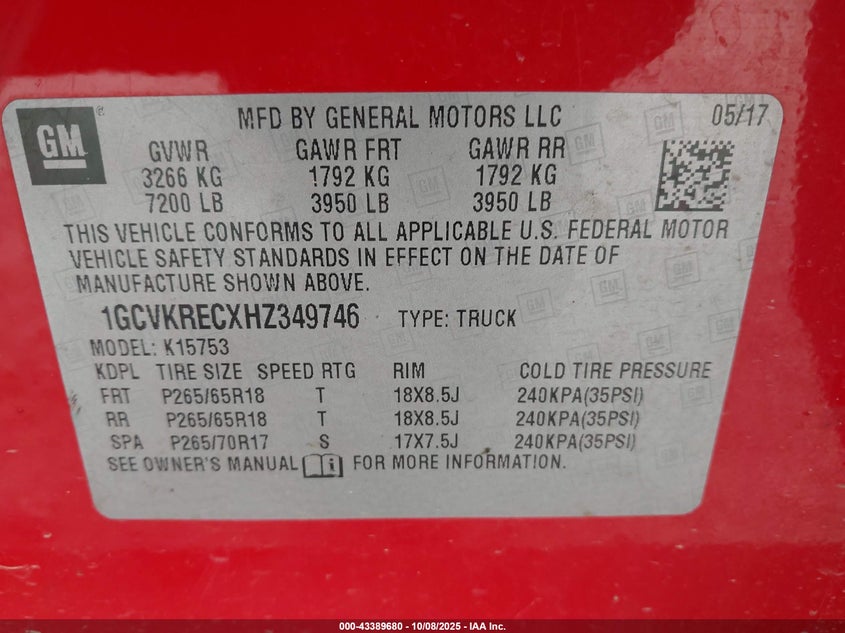 GM
MFD BY GENERAL MOTORS LLC
05/17
GVWR GAWR FRT GAWR RR
3266 KG 1792 KG 1792 KG
7200 LB 3950 LB 3950 LB
THIS VEHICLE CONFORMS TO ALL APPLICABLE U.S. FEDERAL MOTOR
VEHICLE SAFETY STANDARDS IN EFFECT ON THE DATE OF
MANUFACTURE SHOWN ABOVE.
1GCVKRECXHZ349746 TYPE: TRUCK
MODEL: K15753
KDPL TIRE SIZE SPEED RTG RIM COLD TIRE PRESSURE
FRT P265/65R18 T 18X8.5J 240KPA(35PSI)
RR P265/65R18 T 18X8.5J 240KPA(35PSI)
SPA P265/70R17 S 17X7.5J 240KPA(35PSI)
SEE OWNER'S MANUAL FOR MORE INFORMATION.
000-43389680 - 10/08/2025 - IAA Inc.